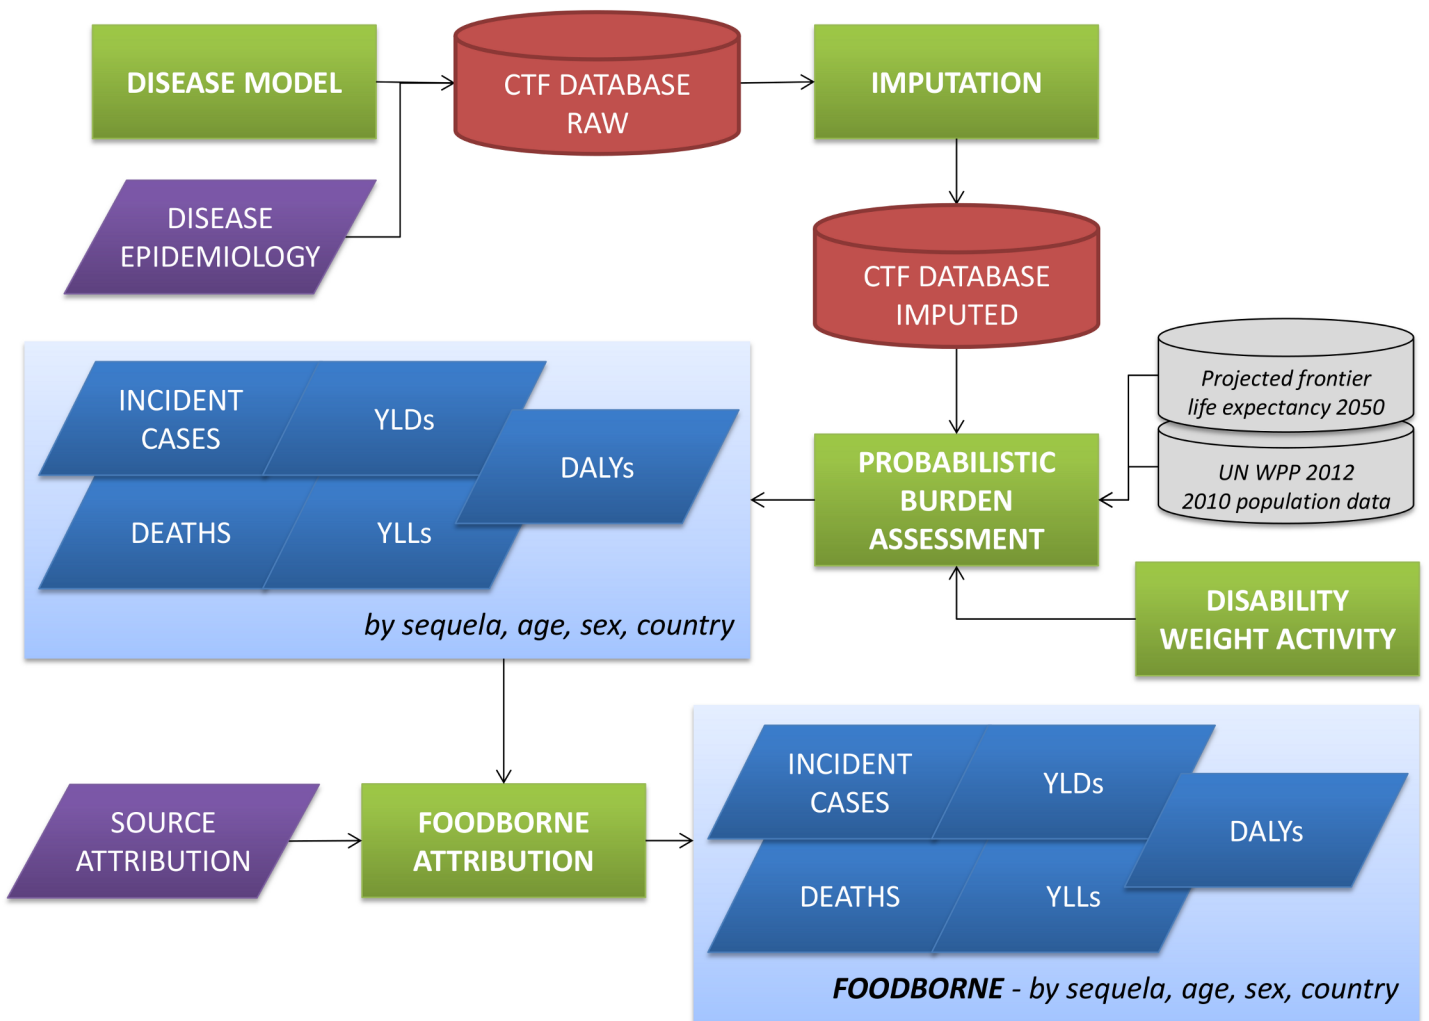 DISEASE MODEL
CTF DATABASE
RAW
IMPUTATION
DISEASE
EPIDEMIOLOGY
CTF DATABASE
IMPUTED
Projected frontier
life expectancy 2050
UN WPP 2012
2010 population data
PROBABILISTIC
BURDEN
ASSESSMENT
DISABILITY
WEIGHT ACTIVITY
INCIDENT
CASES
YLDs
DALYs
DEATHS
YLLs
by sequela, age, sex, country
SOURCE
ATTRIBUTION
FOODBORNE
ATTRIBUTION
INCIDENT
CASES
YLDs
DALYs
DEATHS
YLLs
FOODBORNE - by sequela, age, sex, country